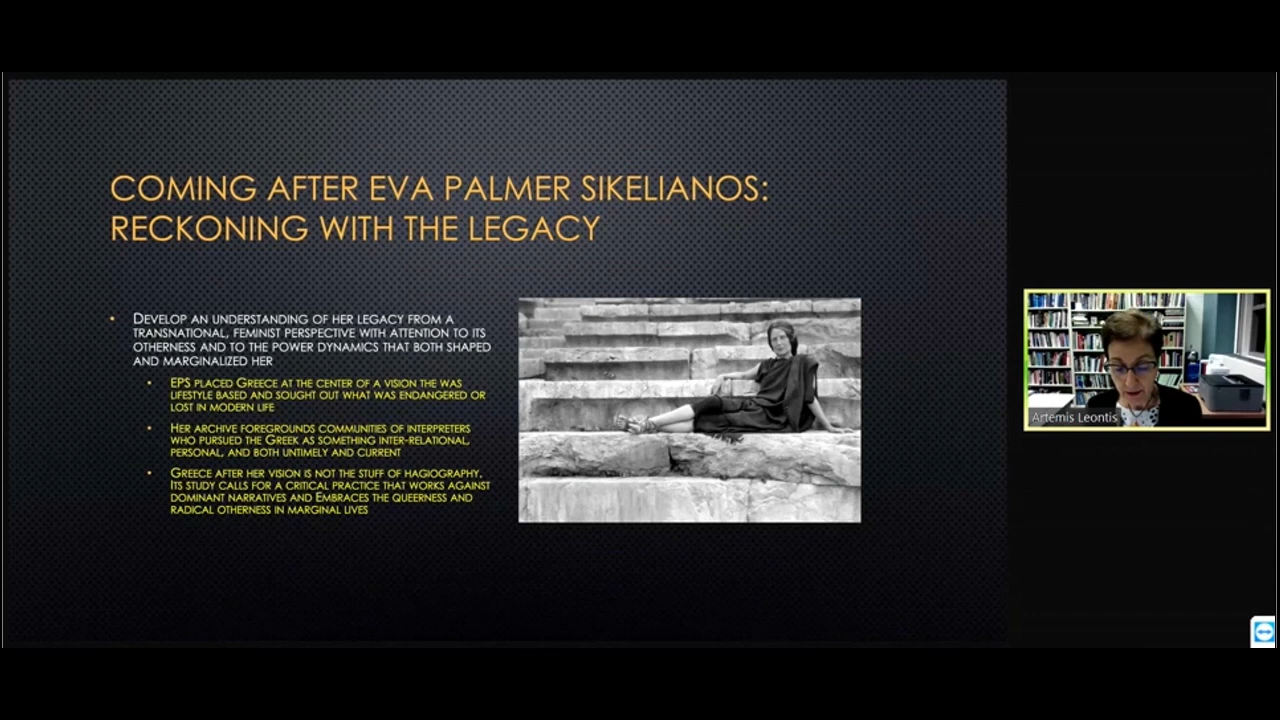 COMING AFTER EVA PALMER SIKELIANOS:
RECKONING WITH THE LEGACY
• DEVELOP AN UNDERSTANDING OF HER LEGACY FROM A
TRANSNATIONAL, FEMINIST PERSPECTIVE WITH ATTENTION TO ITS
OTHERNESS AND TO THE POWER DYNAMICS THAT BOTH SHAPED
AND MARGINALIZED HER
• EPS PLACED GREECE AT THE CENTER OF A VISION THE WAS
LIFESTYLE BASED AND SOUGHT OUT WHAT WAS ENDANGERED OR
LOST IN MODERN LIFE
• HER ARCHIVE FOREGROUNDS COMMUNITIES OF INTERPRETERS
WHO PURSUED THE GREEK AS SOMETHING INTER-RELATIONAL,
PERSONAL, AND BOTH UNTIMELY AND CURRENT
• GREECE AFTER HER VISION IS NOT THE STUFF OF HAGIOGRAPHY.
ITS STUDY CALLS FOR A CRITICAL PRACTICE THAT WORKS AGAINST
DOMINANT NARRATIVES AND EMBRACES THE QUEERNESS AND
RADICAL OTHERNESS IN MARGINAL LIVES
Artemis Leontis